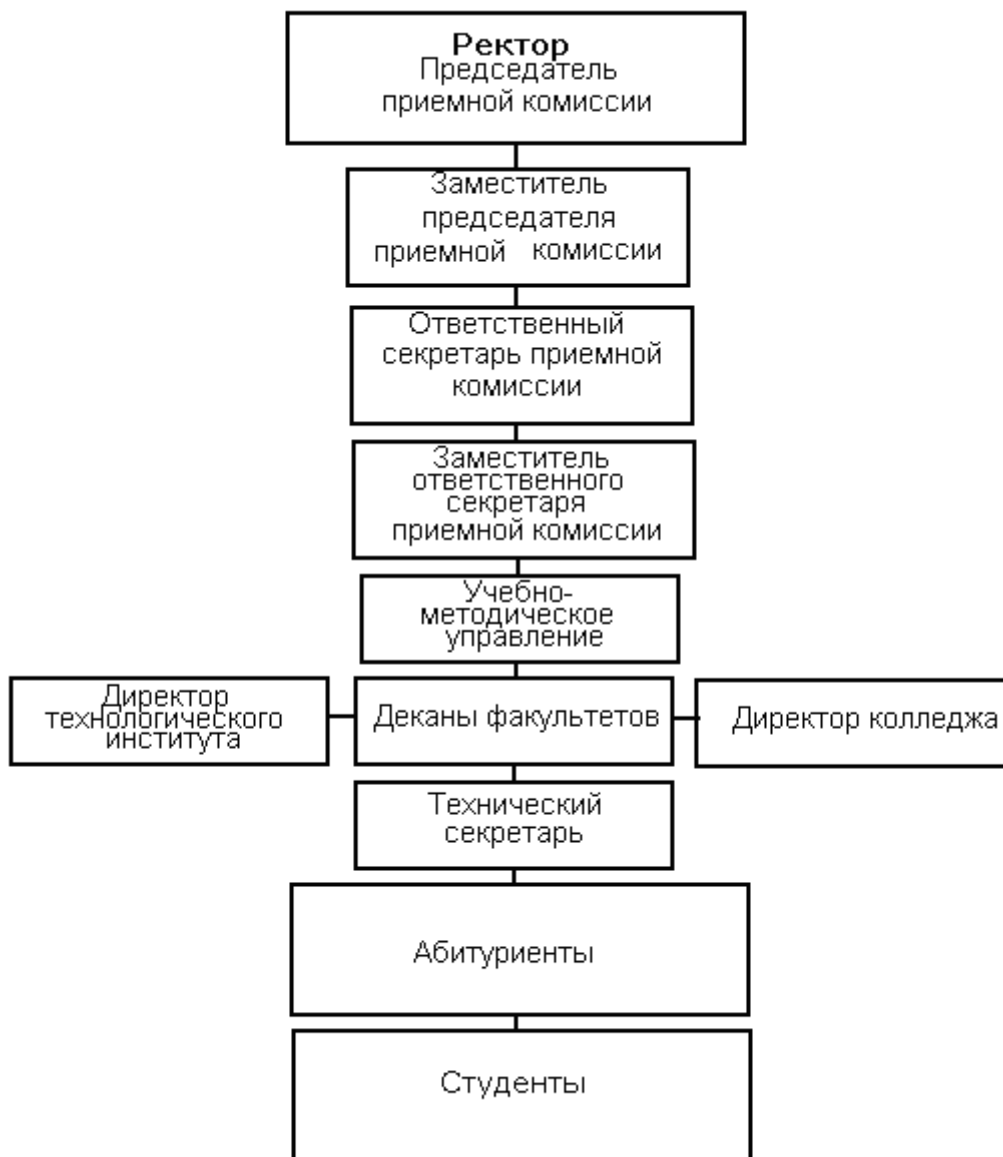 Ректор
Председатель
приемной комиссии
Заместитель
председателя
приемной комиссии
Ответственный
секретарь приемной
комиссии
Заместитель
ответственного
секретаря
приемной комиссии
Учебно-
методическое
управление
Директор
технологического
института
Деканы факультетов
Директор колледжа
Технический
секретарь
Абитуриенты
Студенты